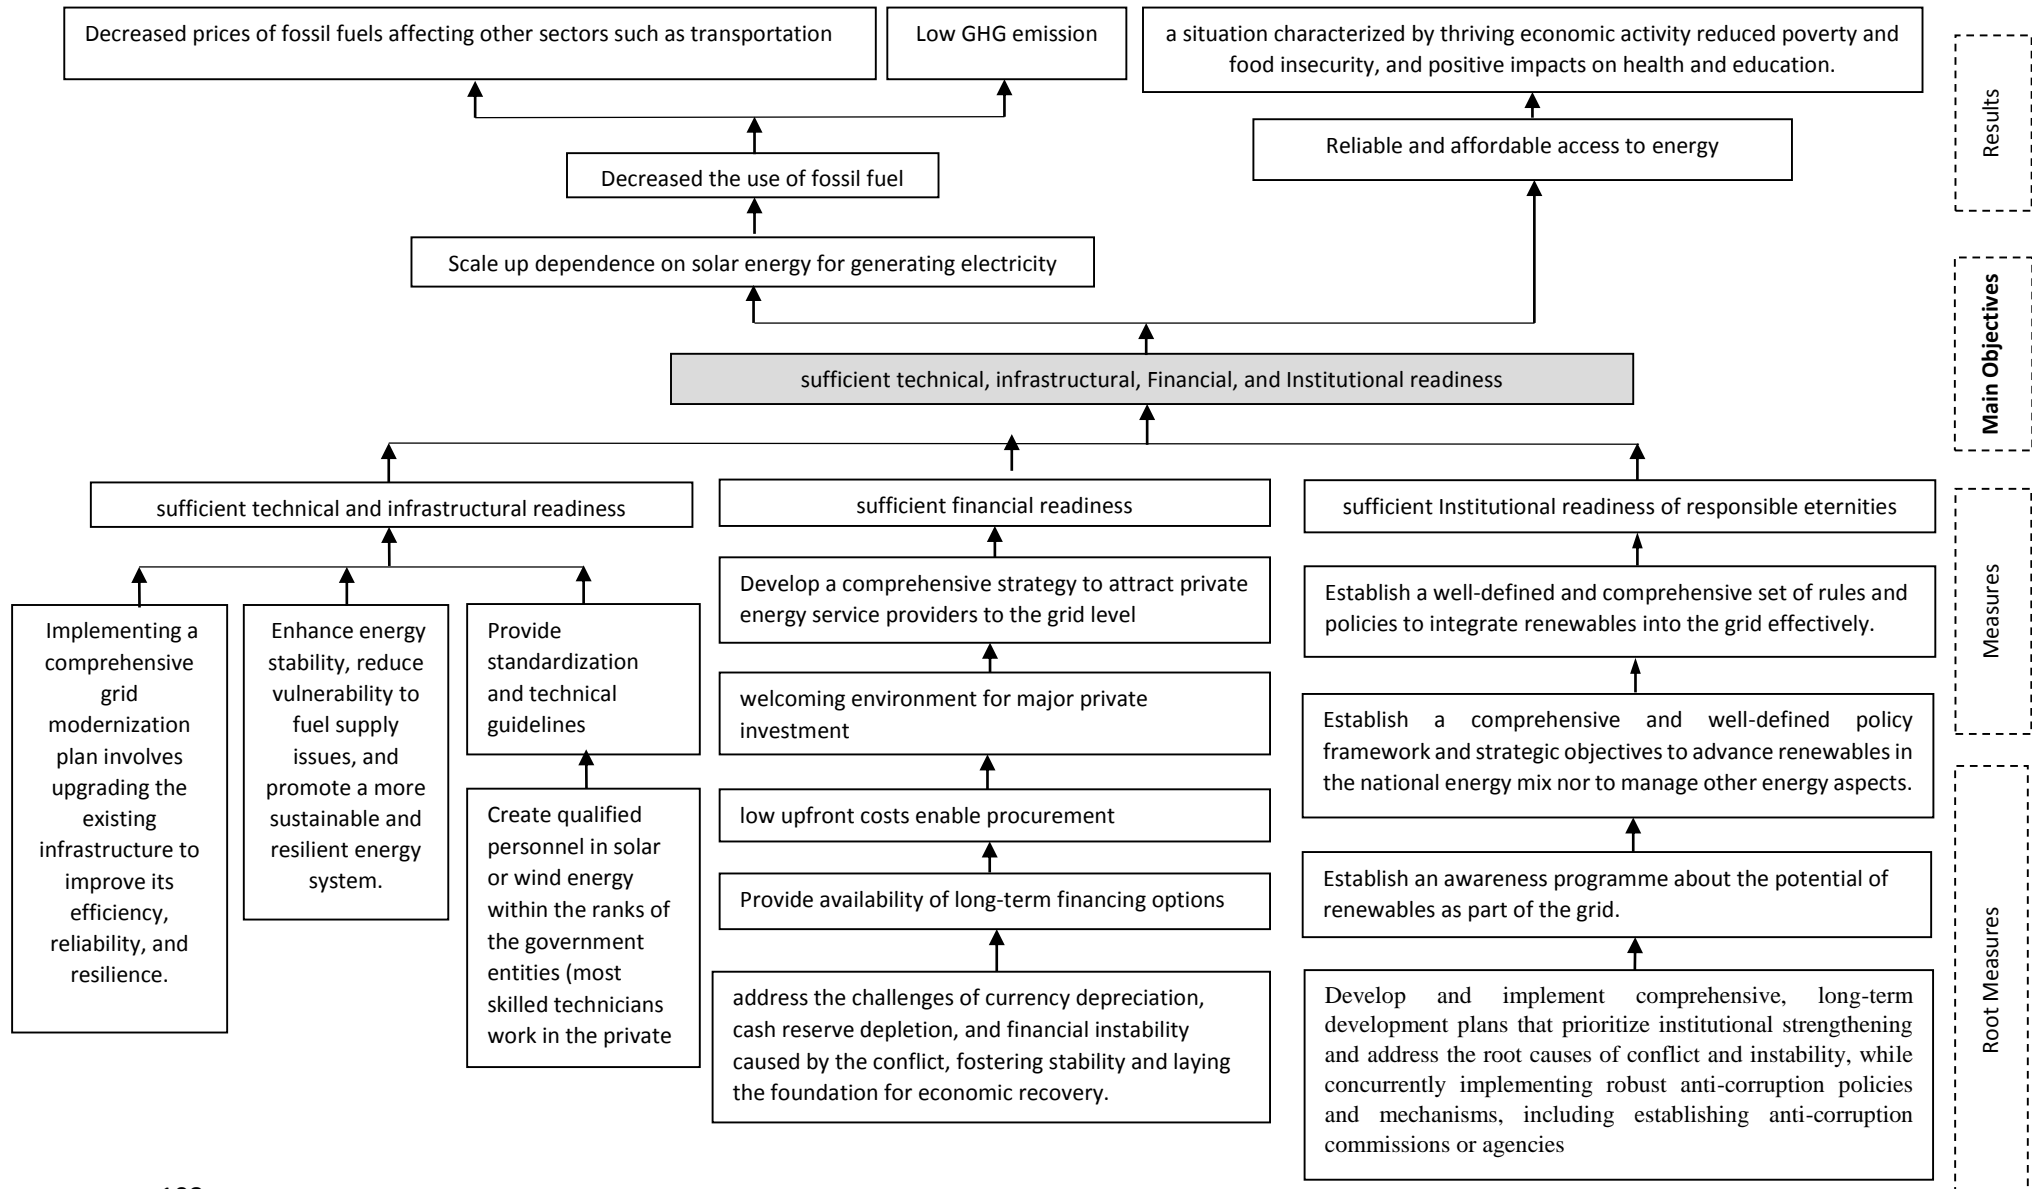 Decreased prices of fossil fuels affecting other sectors such as transportation
Low GHG emission
a situation characterized by thriving economic activity reduced poverty and
food insecurity, and positive impacts on health and education.
Results
Reliable and affordable access to energy
Decreased the use of fossil fuel
Scale up dependence on solar energy for generating electricity
Main Objectives
sufficient technical, infrastructural, Financial, and Institutional readiness
sufficient technical and infrastructural readiness
sufficient financial readiness
sufficient Institutional readiness of responsible eternities
Measures
Implementing a
comprehensive
grid
modernization
plan involves
upgrading the
existing
infrastructure to
improve its
efficiency,
reliability, and
resilience.
Enhance energy
stability, reduce
vulnerability to
fuel supply
issues, and
promote a more
sustainable and
resilient energy
system.
Provide
standardization
and technical
guidelines
Create qualified
personnel in solar
or wind energy
within the ranks of
the government
entities (most
skilled technicians
work in the private
Develop a comprehensive strategy to attract private
energy service providers to the grid level
welcoming environment for major private
investment
low upfront costs enable procurement
Provide availability of long-term financing options
address the challenges of currency depreciation,
cash reserve depletion, and financial instability
caused by the conflict, fostering stability and laying
the foundation for economic recovery.
Establish a well-defined and comprehensive set of rules and
policies to integrate renewables into the grid effectively.
Establish a comprehensive and well-defined policy
framework and strategic objectives to advance renewables in
the national energy mix nor to manage other energy aspects.
Establish an awareness programme about the potential of
renewables as part of the grid.
Develop and implement comprehensive, long-term
development plans that prioritize institutional strengthening
and address the root causes of conflict and instability, while
concurrently implementing robust anti-corruption policies
and mechanisms, including establishing anti-corruption
commissions or agencies
Root Measures